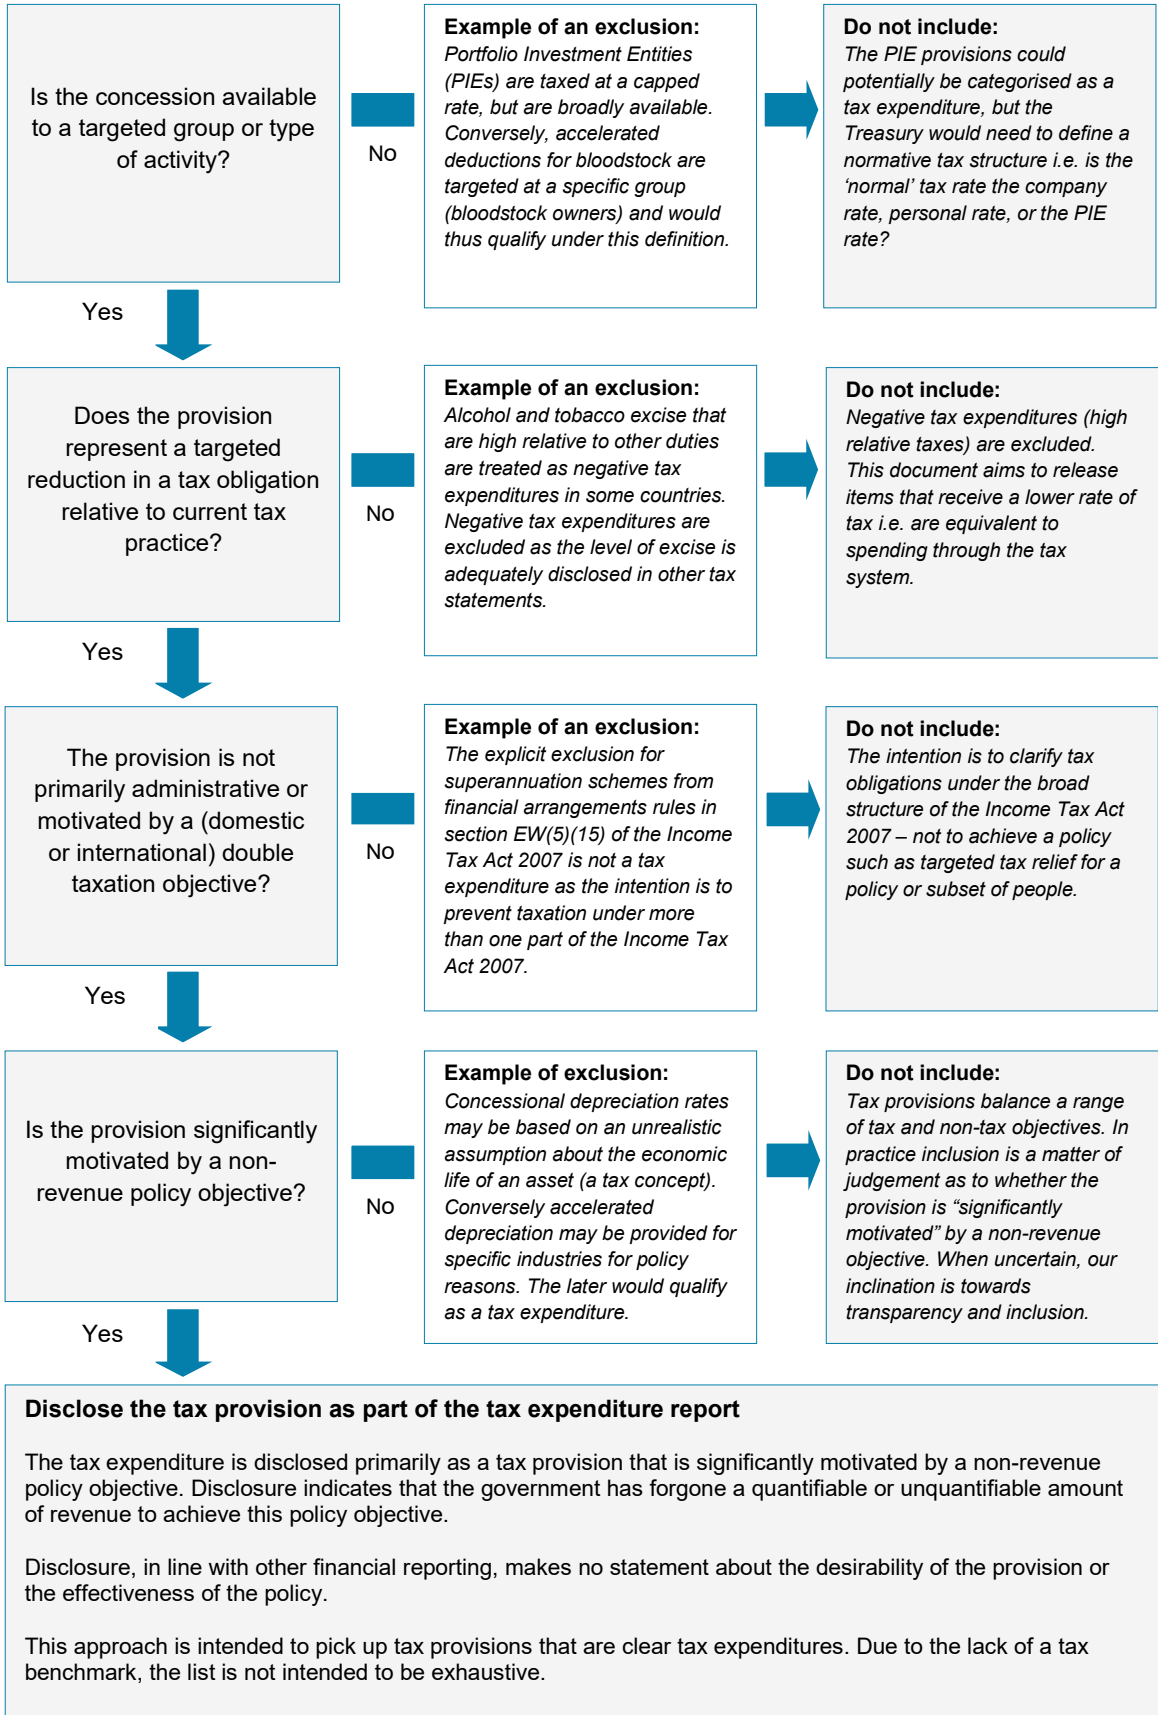 Is the concession available
to a targeted group or type
of activity?
No
Example of an exclusion:
Portfolio Investment Entities
(PIEs) are taxed at a capped
rate, but are broadly available.
Conversely, accelerated
deductions for bloodstock are
targeted at a specific group
(bloodstock owners) and would
thus qualify under this definition.
Do not include:
The PIE provisions could
potentially be categorised as a
tax expenditure, but the
Treasury would need to define a
normative tax structure i.e. is the
‘normal’ tax rate the company
rate, personal rate, or the PIE
rate?
Yes
Does the provision
represent a targeted
reduction in a tax obligation
relative to current tax
practice?
No
Example of an exclusion:
Alcohol and tobacco excise that
are high relative to other duties
are treated as negative tax
expenditures in some countries.
Negative tax expenditures are
excluded as the level of excise is
adequately disclosed in other tax
statements.
Do not include:
Negative tax expenditures (high
relative taxes) are excluded.
This document aims to release
items that receive a lower rate of
tax i.e. are equivalent to
spending through the tax
system.
Yes
The provision is not
primarily administrative or
motivated by a (domestic
or international) double
taxation objective?
No
Example of an exclusion:
The explicit exclusion for
superannuation schemes from
financial arrangements rules in
section EW(5)(15) of the Income
Tax Act 2007 is not a tax
expenditure as the intention is to
prevent taxation under more
than one part of the Income Tax
Act 2007.
Do not include:
The intention is to clarify tax
obligations under the broad
structure of the Income Tax Act
2007 – not to achieve a policy
such as targeted tax relief for a
policy or subset of people.
Yes
Is the provision significantly
motivated by a non-
revenue policy objective?
No
Example of exclusion:
Concessional depreciation rates
may be based on an unrealistic
assumption about the economic
life of an asset (a tax concept).
Conversely accelerated
depreciation may be provided for
specific industries for policy
reasons. The later would qualify
as a tax expenditure.
Do not include:
Tax provisions balance a range
of tax and non-tax objectives. In
practice inclusion is a matter of
judgement as to whether the
provision is “significantly
motivated” by a non-revenue
objective. When uncertain, our
inclination is towards
transparency and inclusion.
Yes
Disclose the tax provision as part of the tax expenditure report
The tax expenditure is disclosed primarily as a tax provision that is significantly motivated by a non-revenue
policy objective. Disclosure indicates that the government has forgone a quantifiable or unquantifiable amount
of revenue to achieve this policy objective.
Disclosure, in line with other financial reporting, makes no statement about the desirability of the provision or
the effectiveness of the policy.
This approach is intended to pick up tax provisions that are clear tax expenditures. Due to the lack of a tax
benchmark, the list is not intended to be exhaustive.